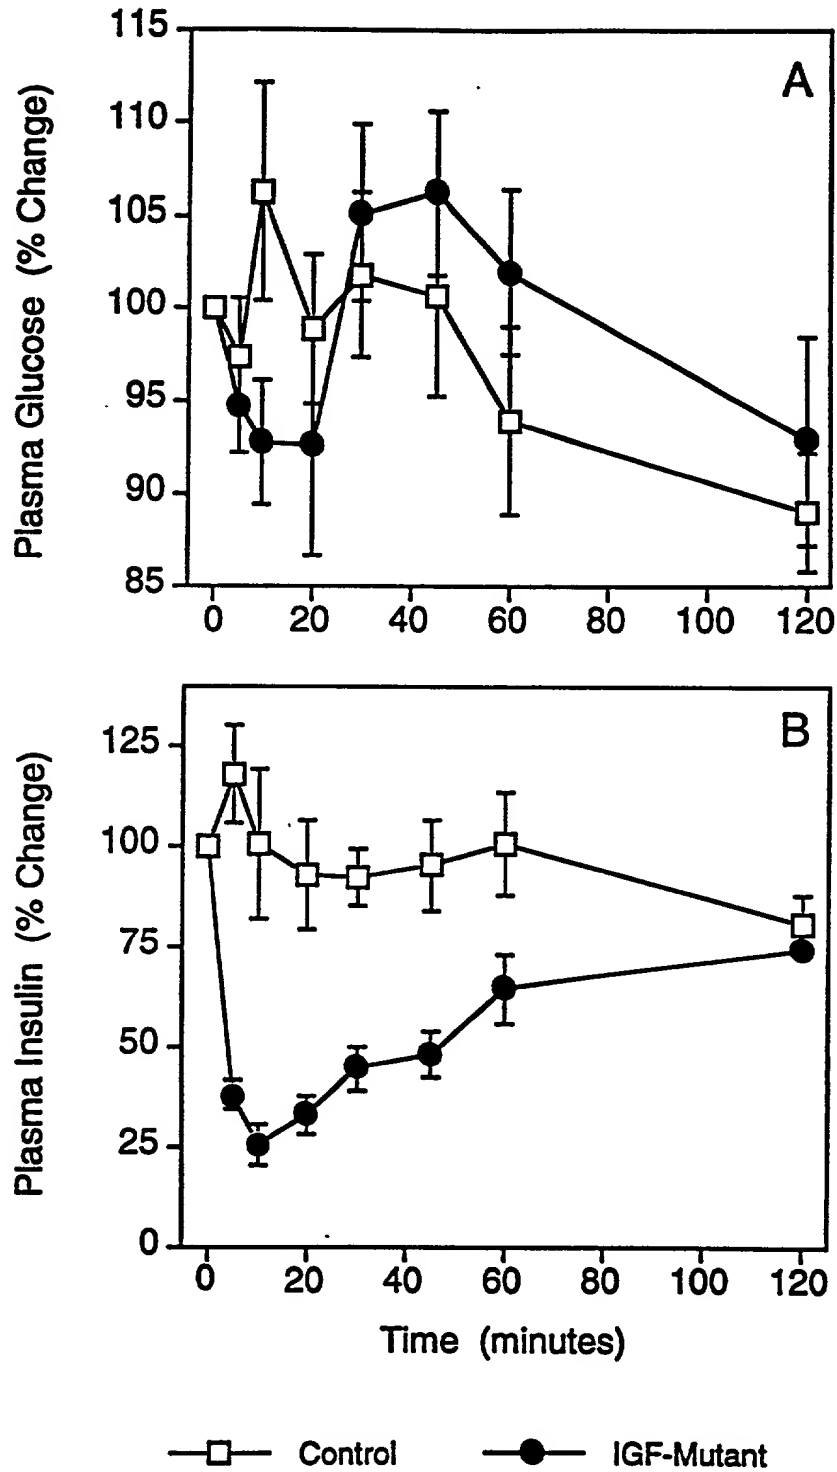 A
Plasma Glucose (% Change)
115
110
105
100
95
90
85
0 20 40 60 80 100 120
B
Plasma Insulin (% Change)
125
100
75
50
25
0
0 20 40 60 80 100 120
Time (minutes)
Control IGF-Mutant